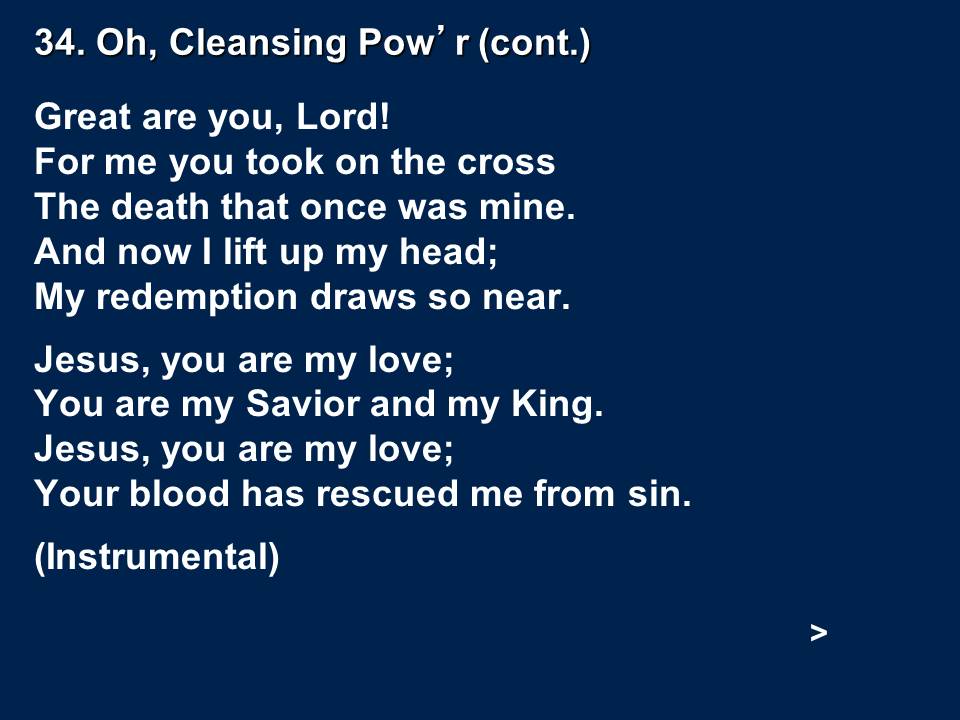 34. Oh, Cleansing Pow’ r (cont.)
Great are you, Lord!
For me you took on the cross
The death that once was mine.
And now I lift up my head;
My redemption draws so near.
Jesus, you are my love;
You are my Savior and my King.
Jesus, you are my love;
Your blood has rescued me from sin.
(Instrumental)
>